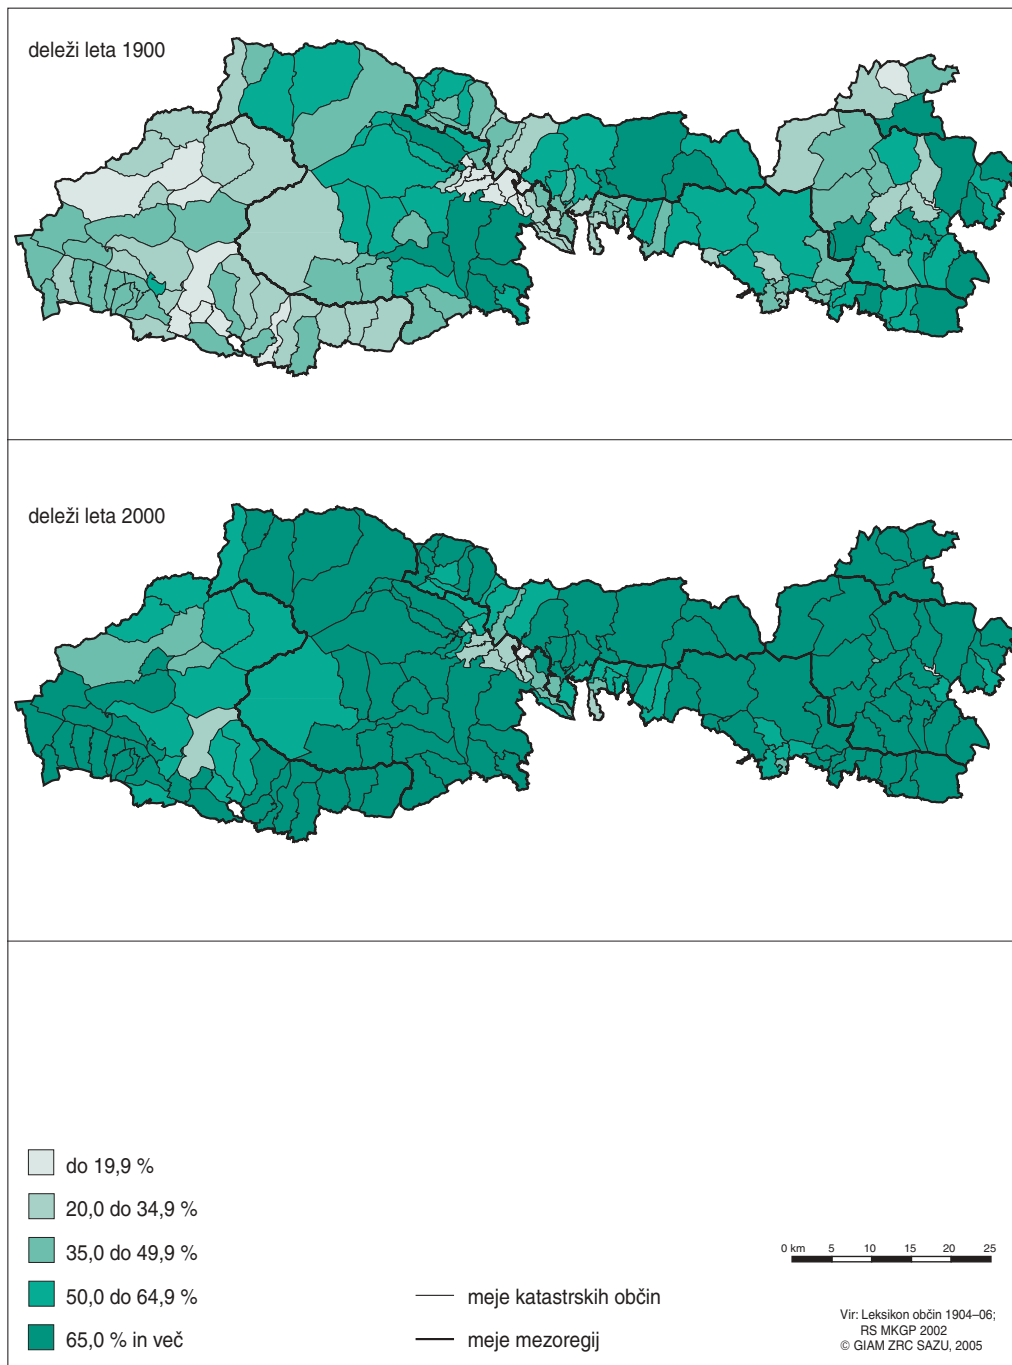 deleži leta 1900
deleži leta 2000
do 19,9 %
20,0 do 34,9 %
35,0 do 49,9 %
50,0 do 64,9 %
65,0 % in več
meje katastrskih občin
meje mezoregij
0 km 5 10 15 20 25
Vir: Leksikon občin 1904–06;
RS MKGP 2002
© GIAM ZRC SAZU, 2005